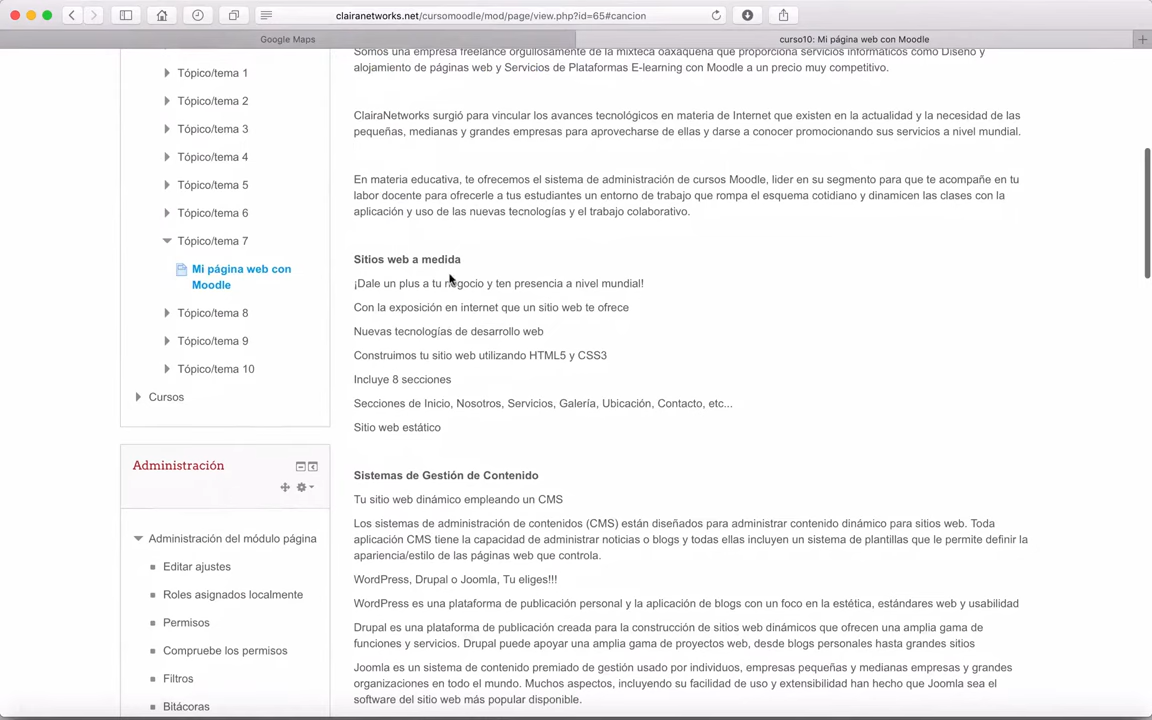 clairanetworks.net/cursomoodle/mod/page/view.php?id=65#cancion
Google Maps
curso10: Mi página web con Moodle
Tópico/tema 1
Tópico/tema 2
Tópico/tema 3
Tópico/tema 4
Tópico/tema 5
Tópico/tema 6
Tópico/tema 7
Mi página web con
Moodle
Tópico/tema 8
Tópico/tema 9
Tópico/tema 10
Cursos
Administración
Administración del módulo página
Editar ajustes
Roles asignados localmente
Permisos
Compruebe los permisos
Filtros
Bitácoras
Somos una empresa freelance orgullosamente de la mixteca oaxaqueña que proporciona servicios informáticos como Diseño y
alojamiento de páginas web y Servicios de Plataformas E-learning con Moodle a un precio muy competitivo.
ClairaNetworks surgió para vincular los avances tecnológicos en materia de Internet que existen en la actualidad y la necesidad de las
pequeñas, medianas y grandes empresas para aprovecharse de ellas y darse a conocer promocionando sus servicios a nivel mundial.
En materia educativa, te ofrecemos el sistema de administración de cursos Moodle, lider en su segmento para que te acompañe en tu
labor docente para ofrecerle a tus estudiantes un entorno de trabajo que rompa el esquema cotidiano y dinamicen las clases con la
aplicación y uso de las nuevas tecnologías y el trabajo colaborativo.
Sitios web a medida
¡Dale un plus a tu negocio y ten presencia a nivel mundial!
Con la exposición en internet que un sitio web te ofrece
Nuevas tecnologías de desarrollo web
Construimos tu sitio web utilizando HTML5 y CSS3
Incluye 8 secciones
Secciones de Inicio, Nosotros, Servicios, Galería, Ubicación, Contacto, etc...
Sitio web estático
Sistemas de Gestión de Contenido
Tu sitio web dinámico empleando un CMS
Los sistemas de administración de contenidos (CMS) están diseñados para administrar contenido dinámico para sitios web. Toda
aplicación CMS tiene la capacidad de administrar noticias o blogs y todas ellas incluyen un sistema de plantillas que le permite definir la
apariencia/estilo de las páginas web que controla.
WordPress, Drupal o Joomla, Tu eliges!!!
WordPress es una plataforma de publicación personal y la aplicación de blogs con un foco en la estética, estándares web y usabilidad
Drupal es una plataforma de publicación creada para la construcción de sitios web dinámicos que ofrecen una amplia gama de
funciones y servicios. Drupal puede apoyar una amplia gama de proyectos web, desde blogs personales hasta grandes sitios
Joomla es un sistema de contenido premiado de gestión usado por individuos, empresas pequeñas y medianas empresas y grandes
organizaciones en todo el mundo. Muchos aspectos, incluyendo su facilidad de uso y extensibilidad han hecho que Joomla sea el
software del sitio web más popular disponible.